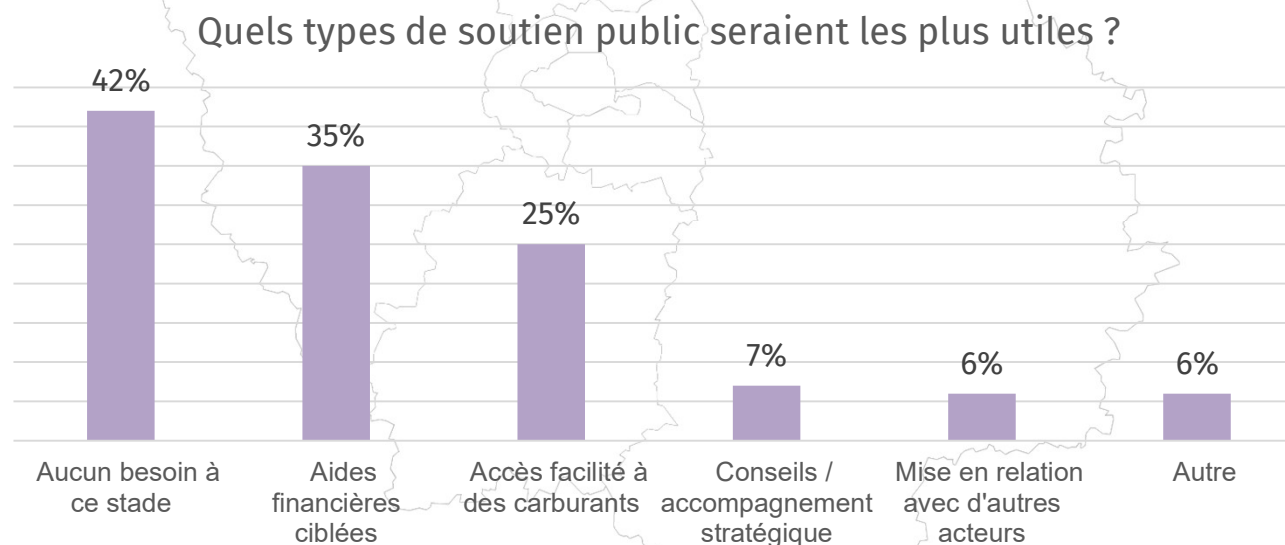 Quels types de soutien public seraient les plus utiles ?
42%
35%
25%
7%
6%
6%
Aucun besoin à
ce stade
Aides
financières
ciblées
Accès facilité à
des carburants
Conseils /
accompagnement
stratégique
Mise en relation
avec d'autres
acteurs
Autre